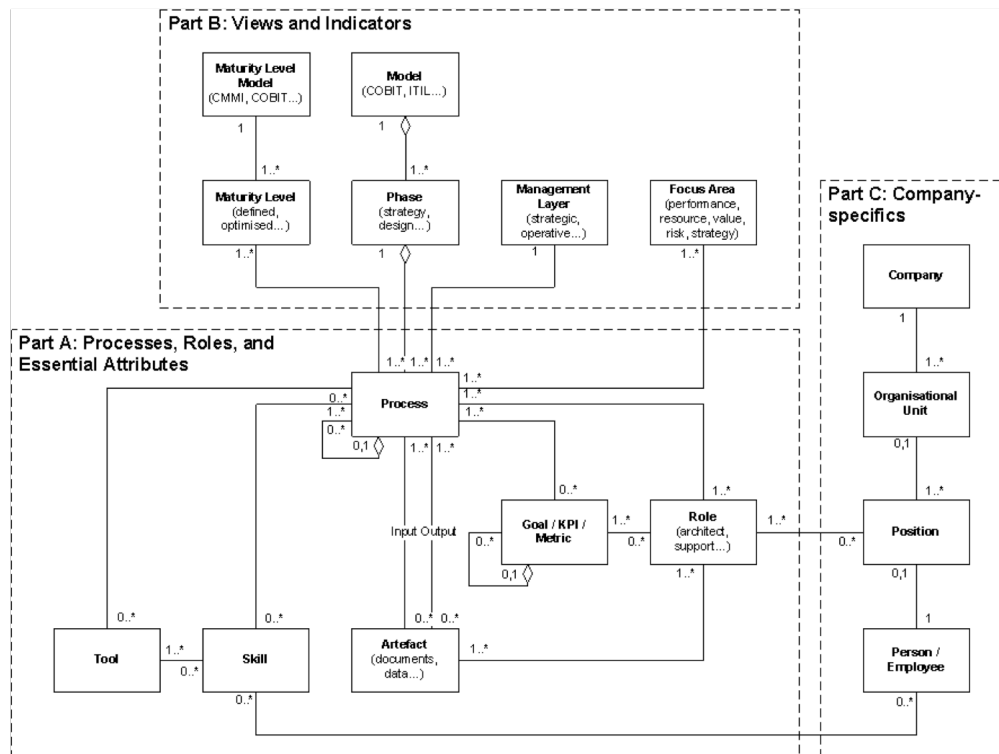 Part B: Views and Indicators
Maturity Level
Model
(CMMI, COBIT...)
1
1..*
Maturity Level
(defined,
optimised...)
1..*
Model
(COBIT, ITIL...)
1
1..*
Phase
(strategy,
design...)
1
Management
Layer
(strategic,
operative...)
1
Focus Area
(performance,
resource, value,
risk, strategy)
1..*
Part C: Company-
specifics
Company
1
1..*
Organisational
Unit
0,1
1..*
Position
0..*
0,1
1
Person /
Employee
0..*
Part A: Processes, Roles, and
Essential Attributes
1..*
1..*
1..*
Process
0..*
1..*
0..*
0,1
1..*
1..*
1..*
1..*
1..*
Input
Output
0..*
Goal / KPI /
Metric
0..*
0,1
1..*
0..*
1..*
Role
(architect,
support...)
1..*
1..*
0..*
Tool
1..*
0..*
0..*
Skill
0..*
0..*
0..*
Artefact
(documents,
data...)
1..*